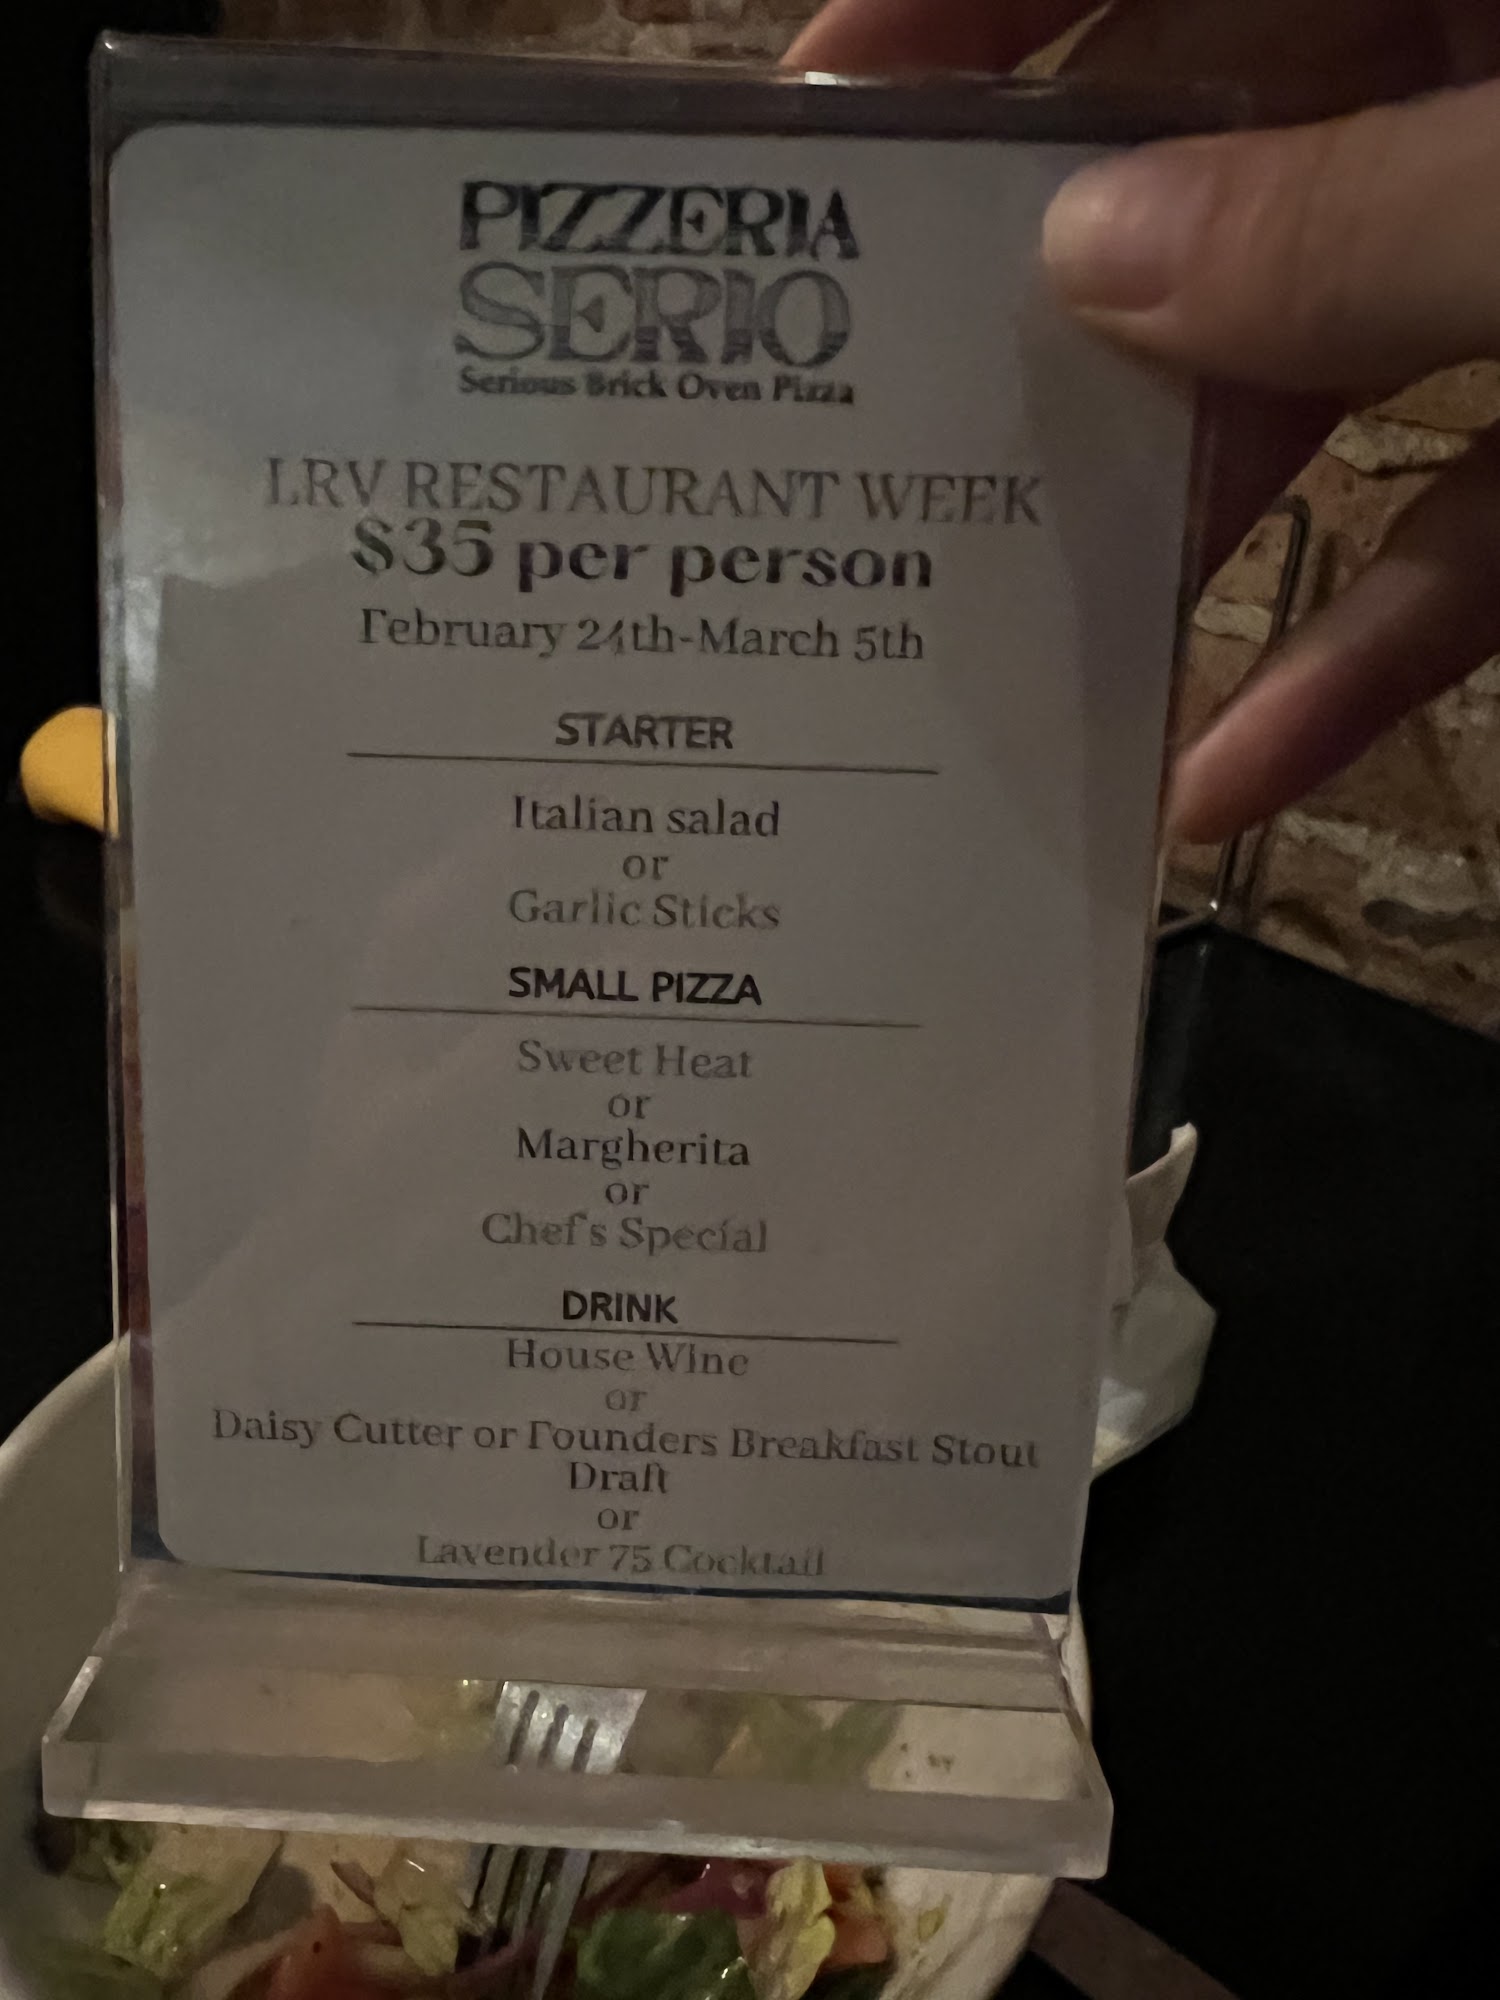 PIZZERIA
SERIO
Serious Brick Oven Pizza
LRV RESTAURANT WEEK
$35 per person
February 24th-March 5th
STARTER
Italian salad
or
Garlic Sticks
SMALL PIZZA
Sweet Heat
or
Margherita
or
Chef's Special
DRINK
House Wine
or
Daisy Cutter or Founders Breakfast Stout
Draft
or
Lavender 75 Cocktail